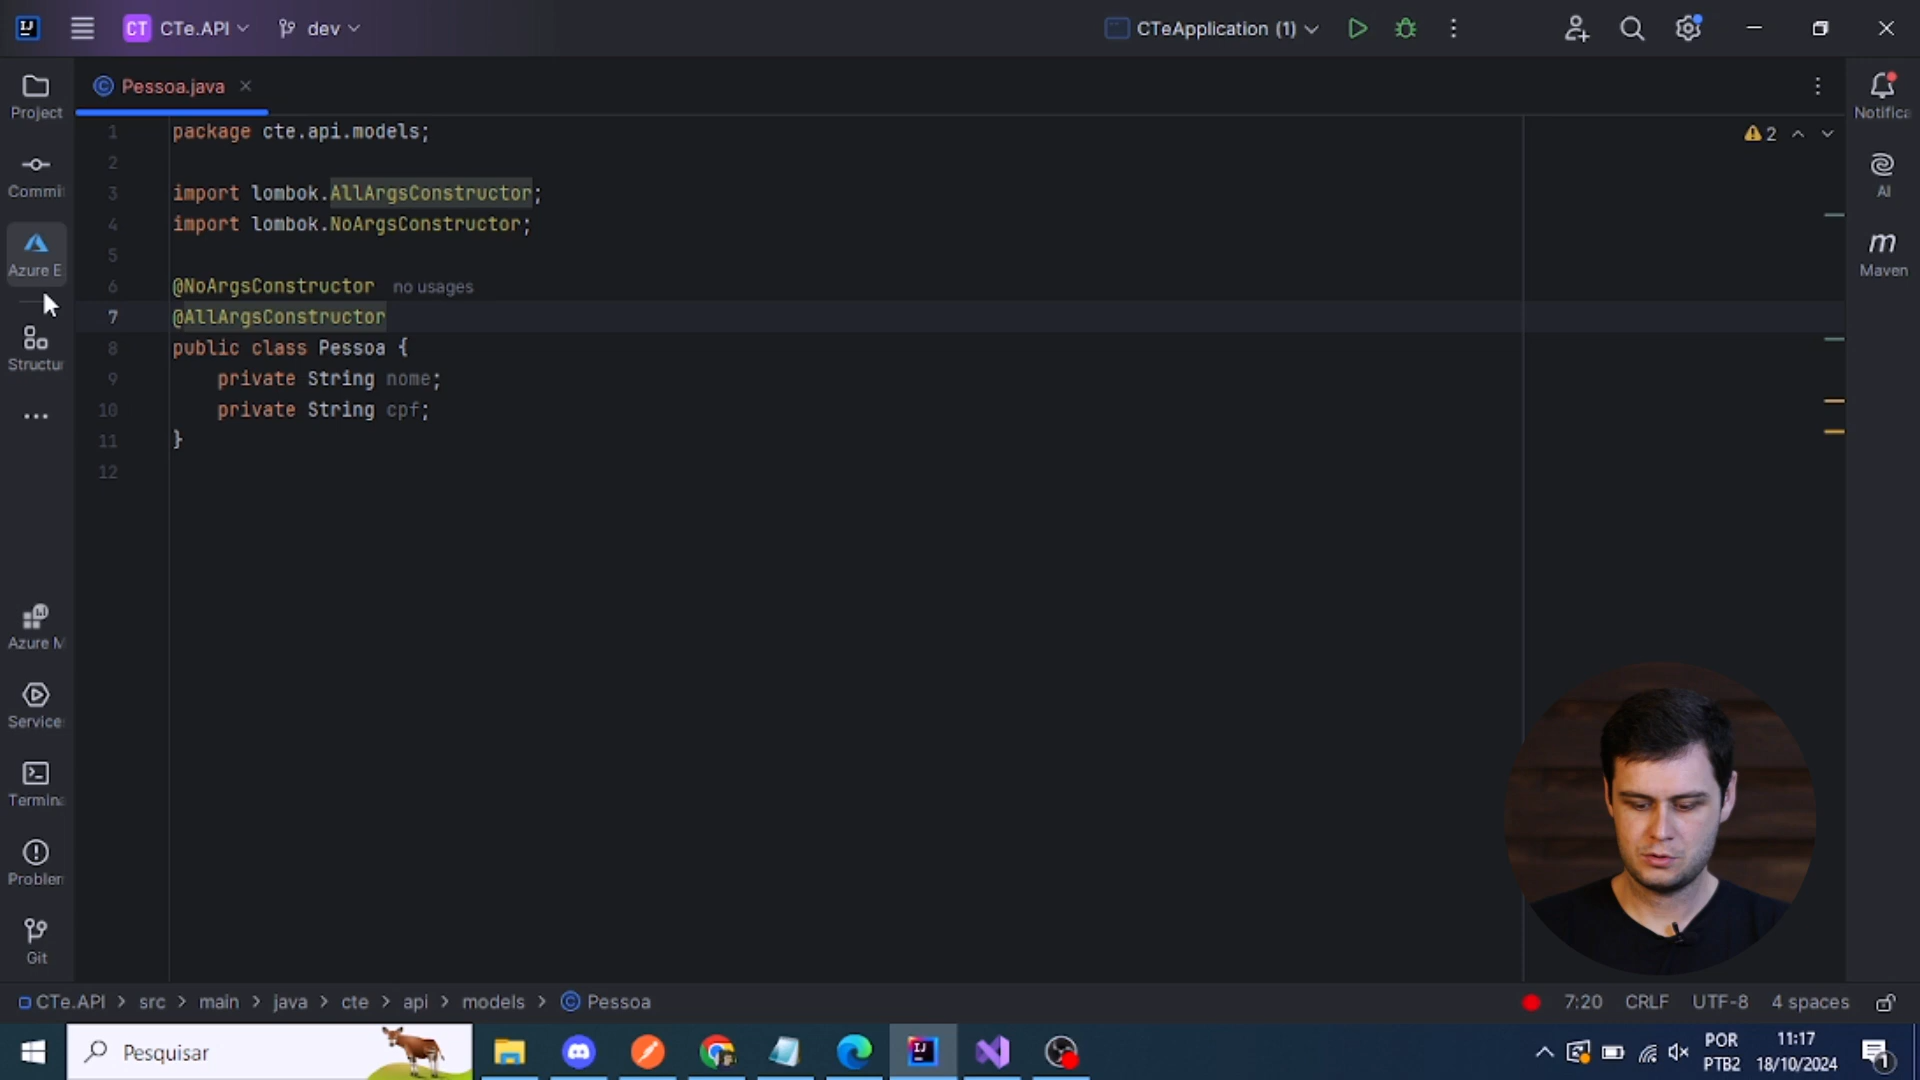 CT CTe.API dev CTeApplication (1)
Pessoa.java
Project
Commit
Azure E
Structur
Azure M
Service
Termina
Problen
Git
1 package cte.api.models;
2
3 import lombok.AllArgsConstructor;
4 import lombok.NoArgsConstructor;
5
6 @NoArgsConstructor no usages
7 @AllArgsConstructor
8 public class Pessoa {
9 private String nome;
10 private String cpf;
11 }
12
2
Notifica
AI
m
Maven
CTe.API > src > main > java > cte > api > models > Pessoa
7:20 CRLF UTF-8 4 spaces
Pesquisar
POR
PTB2
11:17
18/10/2024
1